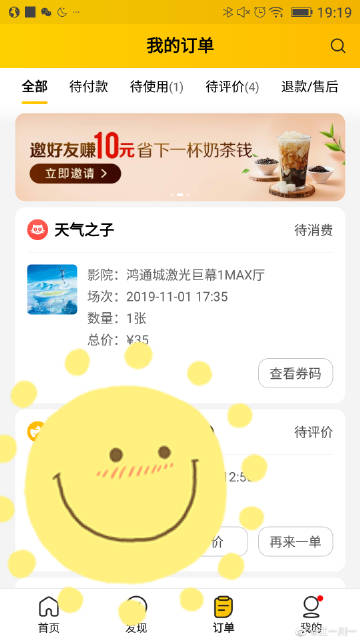 19:19
我的订单
全部 待付款 待使用(1) 待评价(4) 退款/售后
邀好友赚10元省下一杯奶茶钱
立即邀请
天气之子 待消费
影院：鸿通城激光巨幕1MAX厅
场次：2019-11-01 17:35
数量：1张
总价：¥35
查看券码
待评价
12:5
价 再来一单
首页 发现 订单 我的